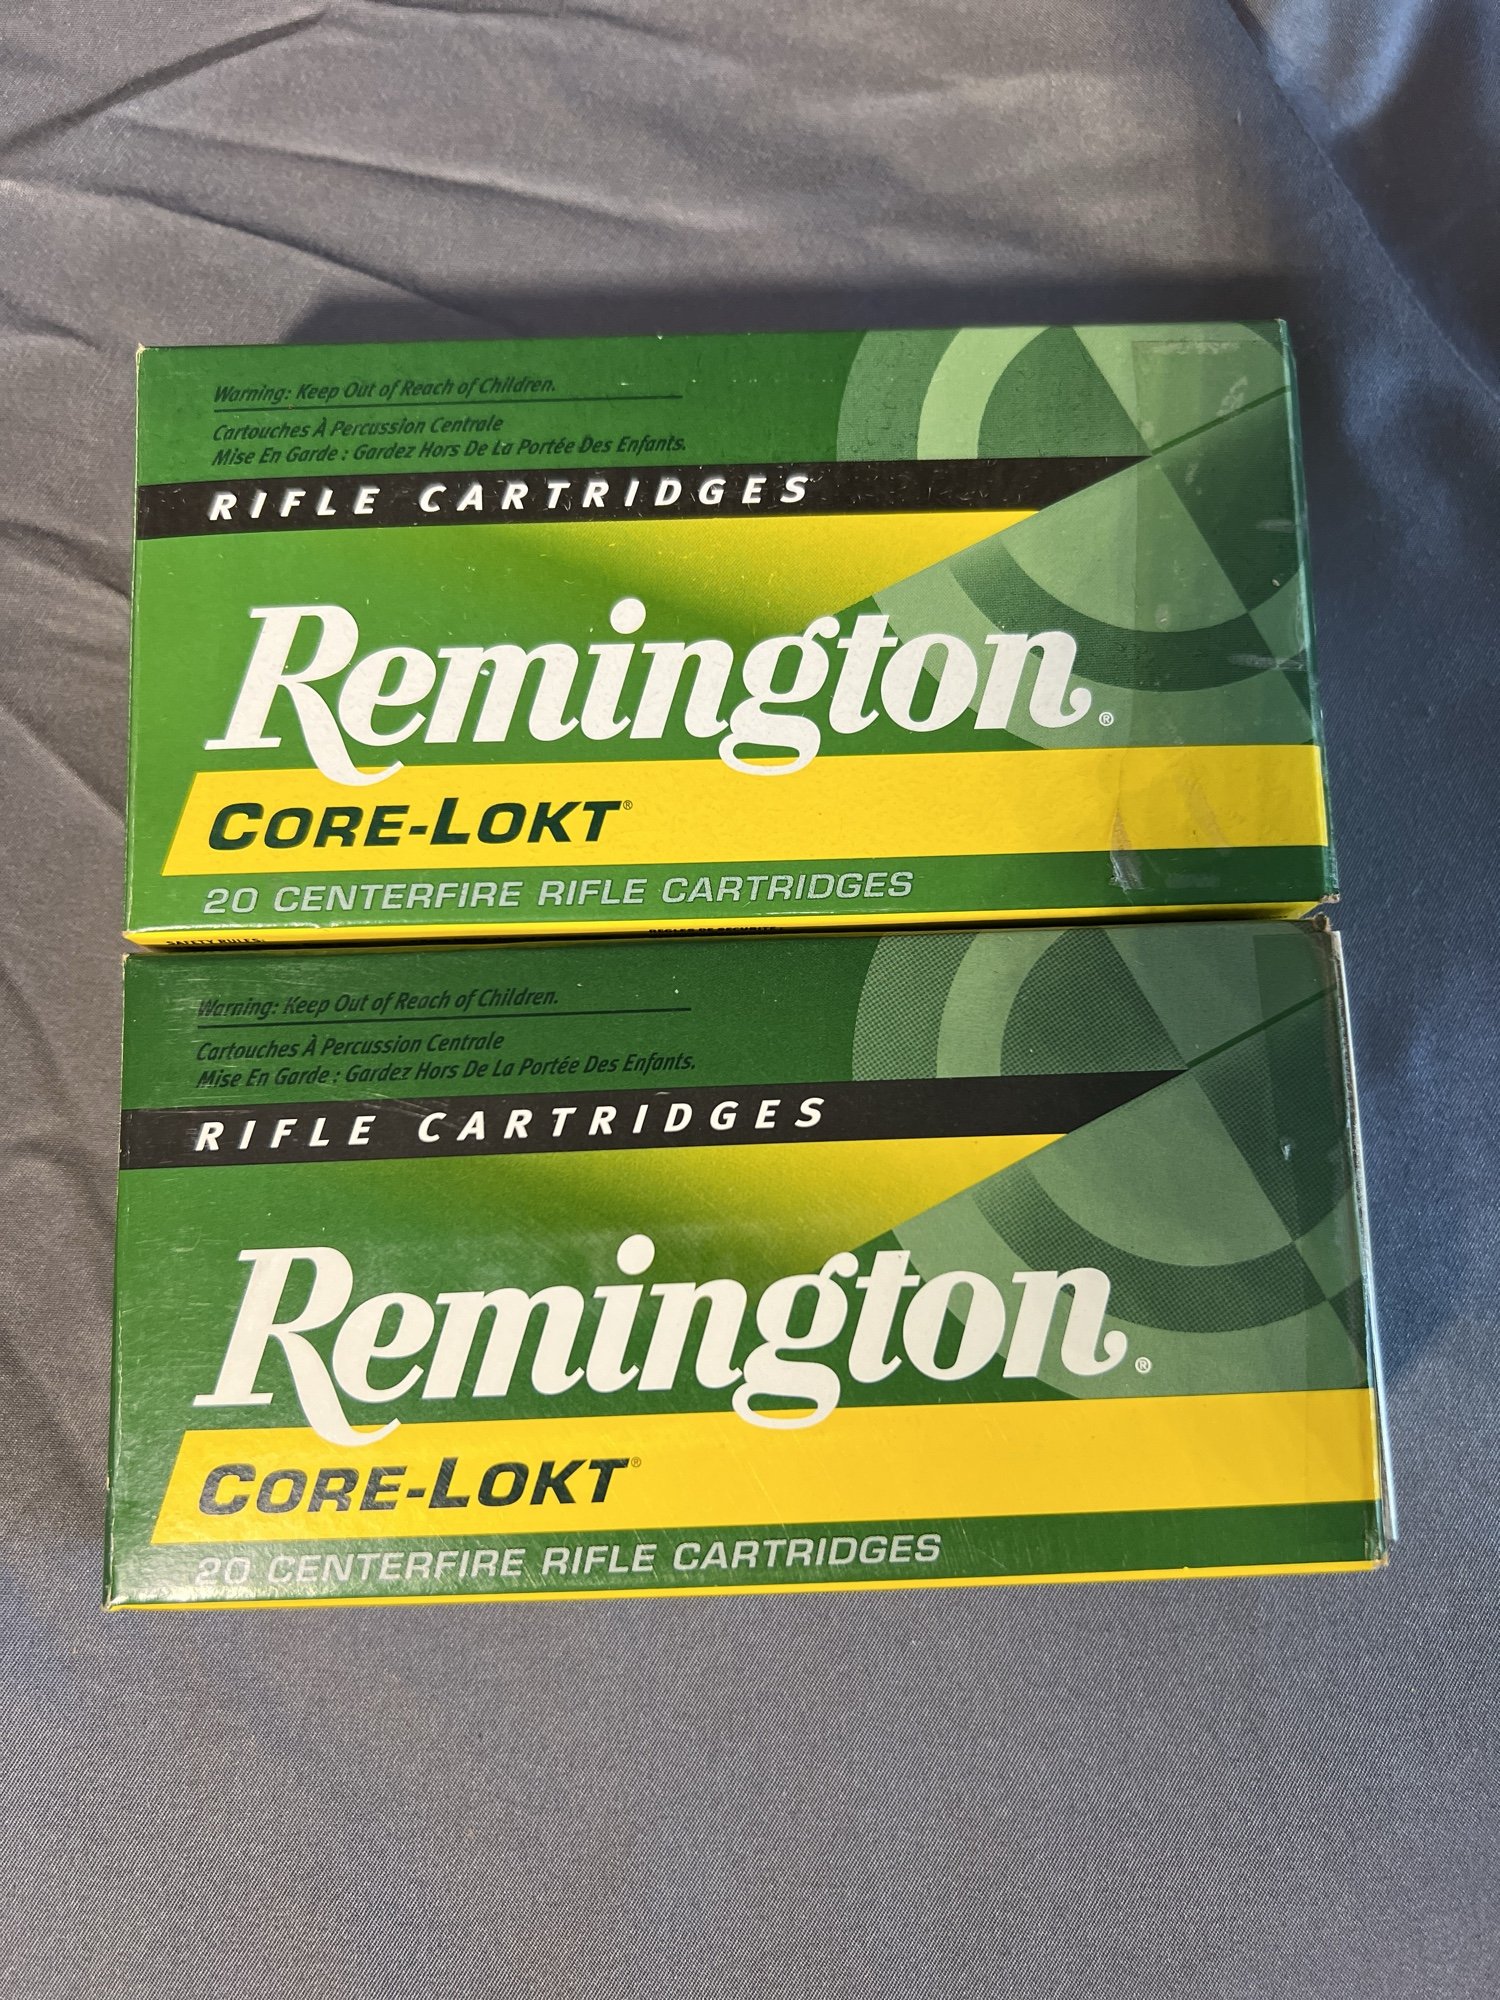 Warning: Keep Out of Reach of Children.
Cartouches À Percussion Centrale
Mise En Garde : Gardez Hors De La Portée Des Enfants.
RIFLE CARTRIDGES
Remington®
CORE-LOKT®
20 CENTERFIRE RIFLE CARTRIDGES
SAFETY RULES:
Warning: Keep Out of Reach of Children.
Cartouches À Percussion Centrale
Mise En Garde : Gardez Hors De La Portée Des Enfants.
RIFLE CARTRIDGES
Remington®
CORE-LOKT®
20 CENTERFIRE RIFLE CARTRIDGES